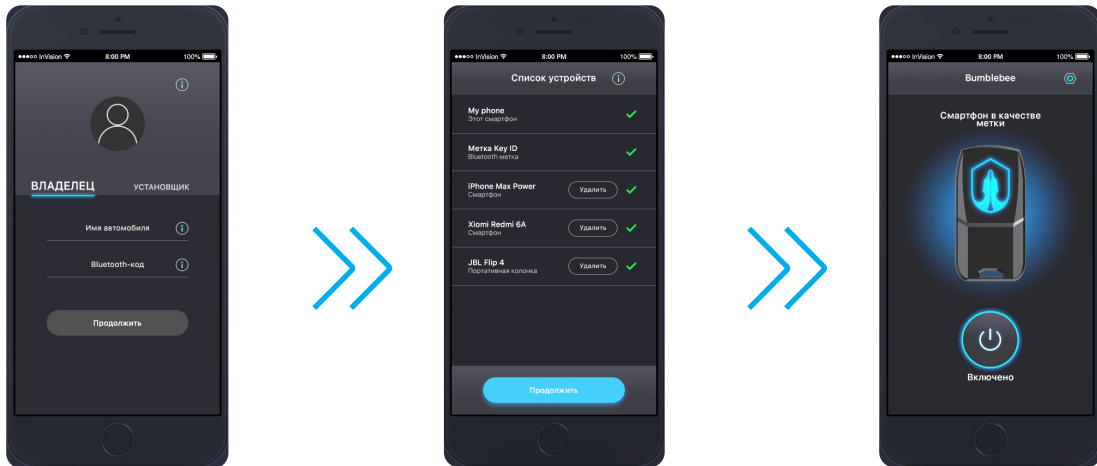 ●●●○○ InVision 8:00 PM 100%
ВЛАДЕЛЕЦ УСТАНОВЩИК
Имя автомобиля
Bluetooth-код
Продолжить
●●●○○ InVision 8:00 PM 100%
Список устройств
My phone
Этот смартфон
Метка Key ID
Bluetooth метка
iPhone Max Power
Смартфон
Удалить
Xiomi Redmi 6A
Смартфон
Удалить
JBL Flip 4
Портативная колонка
Удалить
Продолжить
●●●○○ InVision 8:00 PM 100%
Bumblebee
Смартфон в качестве
метки
Включено